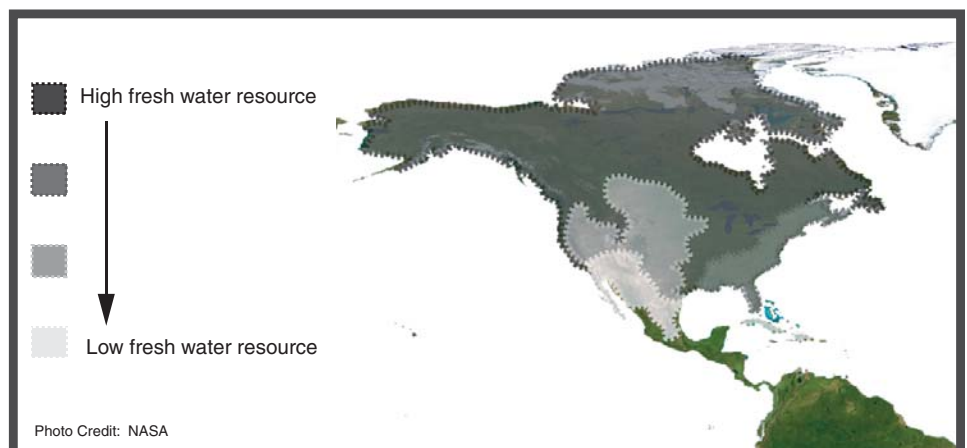 High fresh water resource
Low fresh water resource
Photo Credit: NASA